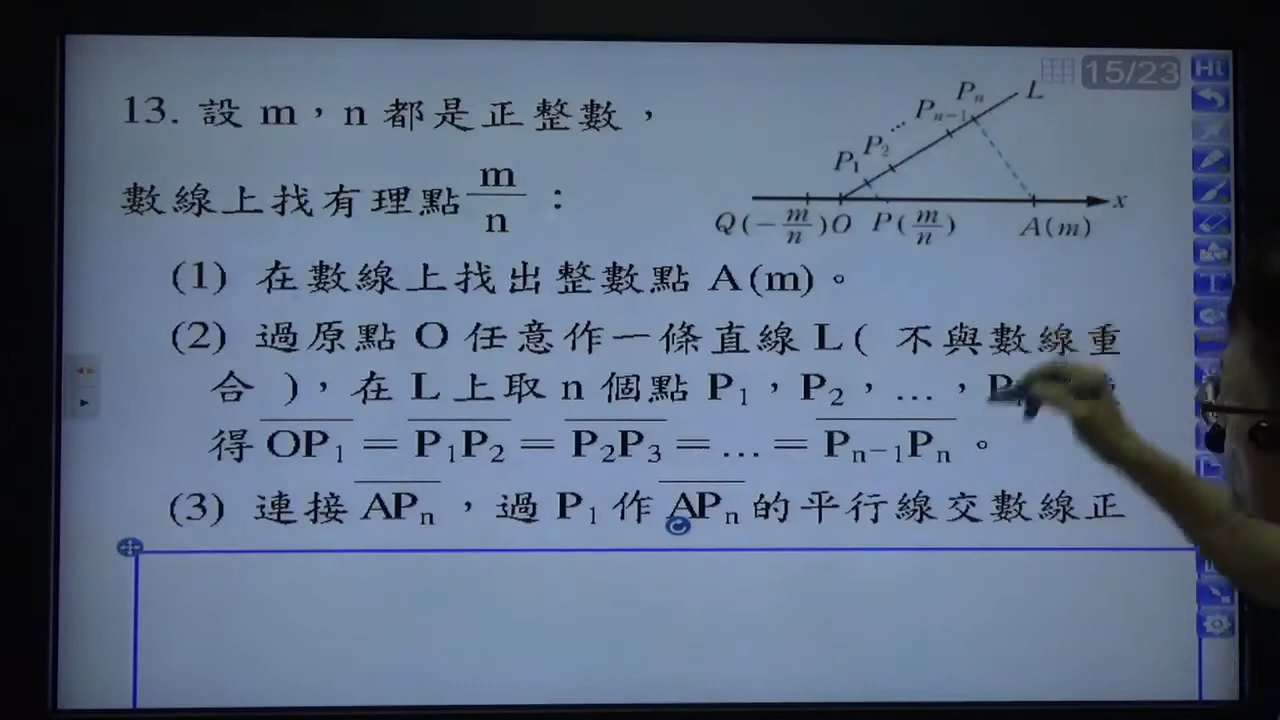 15/23
Hi
13. 設 m，n 都是正整數，
數線上找有理點 m/n ：
P₁ P₂ ⋯ Pₙ₋₁ Pₙ L
x
Q(−m/n) O P(m/n) A(m)
(1) 在數線上找出整數點 A(m)。
(2) 過原點 O 任意作一條直線 L( 不與數線重
合 )，在 L 上取 n 個點 P₁，P₂，…，P
得 OP₁ = P₁P₂ = P₂P₃ = … = Pₙ₋₁Pₙ。
(3) 連接 APₙ，過 P₁ 作 APₙ 的平行線交數線正